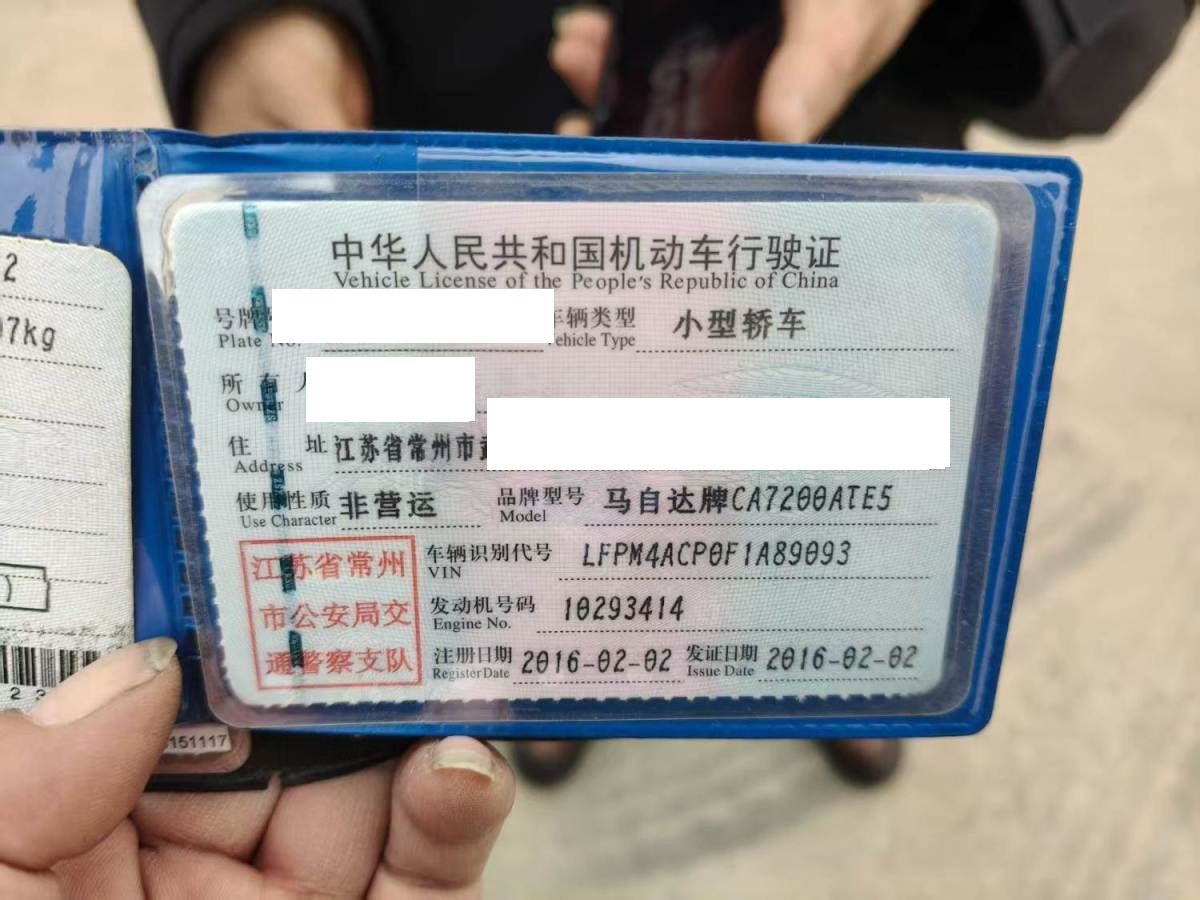 中华人民共和国机动车行驶证
Vehicle License of the People's Republic of China
号牌 车辆类型 小型轿车
Plate No. Vehicle Type
所有人
Owner
住址 江苏省常州市
Address
使用性质 非营运 品牌型号 马自达牌CA7200ATE5
Use Character Model
江苏省常州
市公安局交
通警察支队
车辆识别代号 LFPM4ACP0F1A89093
VIN
发动机号码 10293414
Engine No.
注册日期 2016-02-02 发证日期 2016-02-02
Register Date Issue Date
2
07kg
)
23
151117